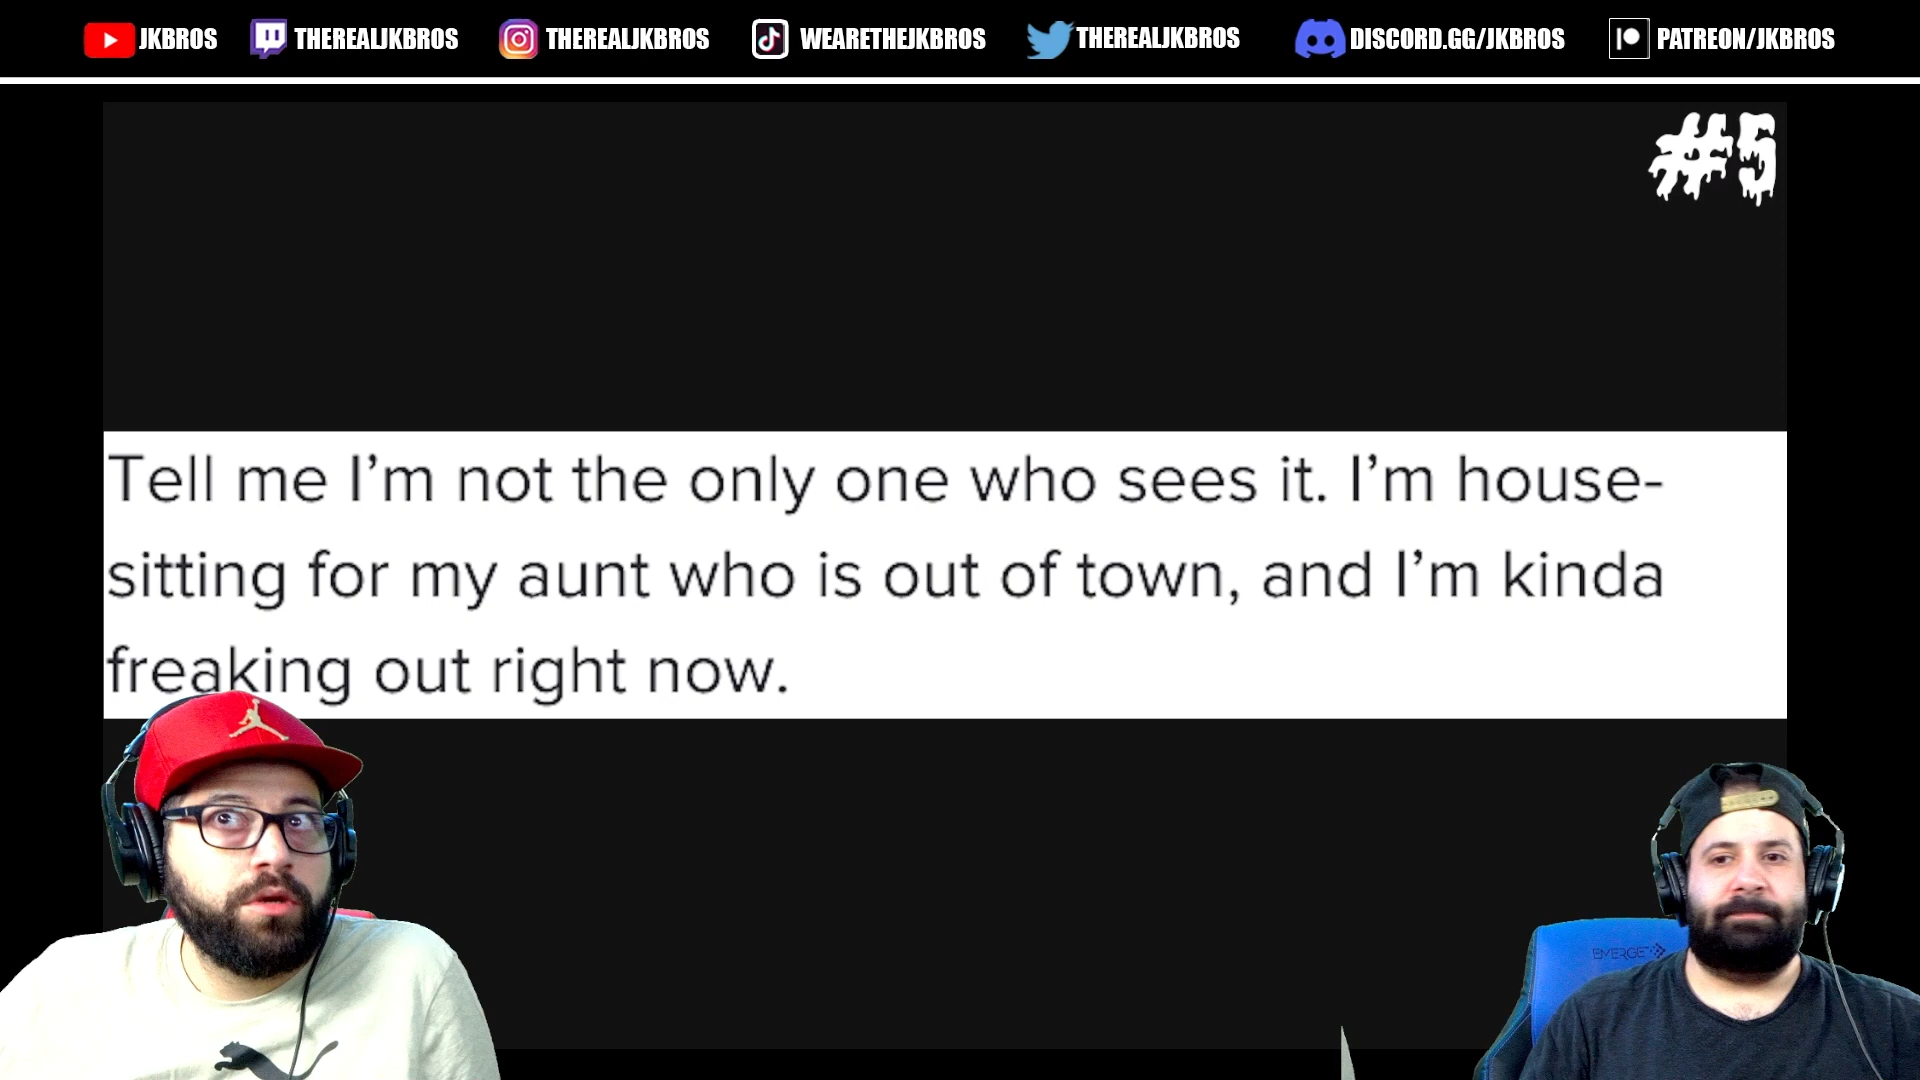 JKBROS THEREALJKBROS THEREALJKBROS WEARETHEJKBROS THEREALJKBROS DISCORD.GG/JKBROS PATREON/JKBROS
#5
Tell me I’m not the only one who sees it. I’m house-
sitting for my aunt who is out of town, and I’m kinda
freaking out right now.
EMERGE